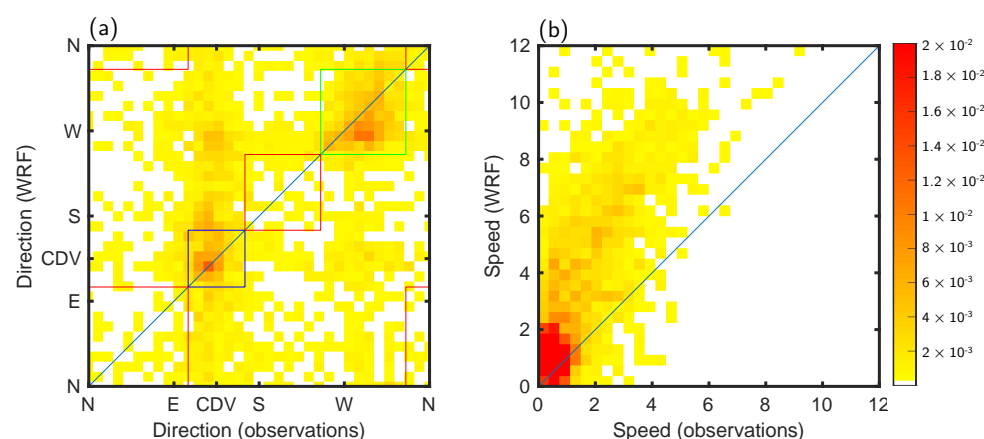 (a)
N
W
S
CDV
E
N
Direction (WRF)
N E CDV S W N
Direction (observations)
(b)
12
10
8
6
4
2
0
Speed (WRF)
0 2 4 6 8 10 12
Speed (observations)
2 × 10⁻²
1.8 × 10⁻²
1.6 × 10⁻²
1.4 × 10⁻²
1.2 × 10⁻²
1 × 10⁻²
8 × 10⁻³
6 × 10⁻³
4 × 10⁻³
2 × 10⁻³